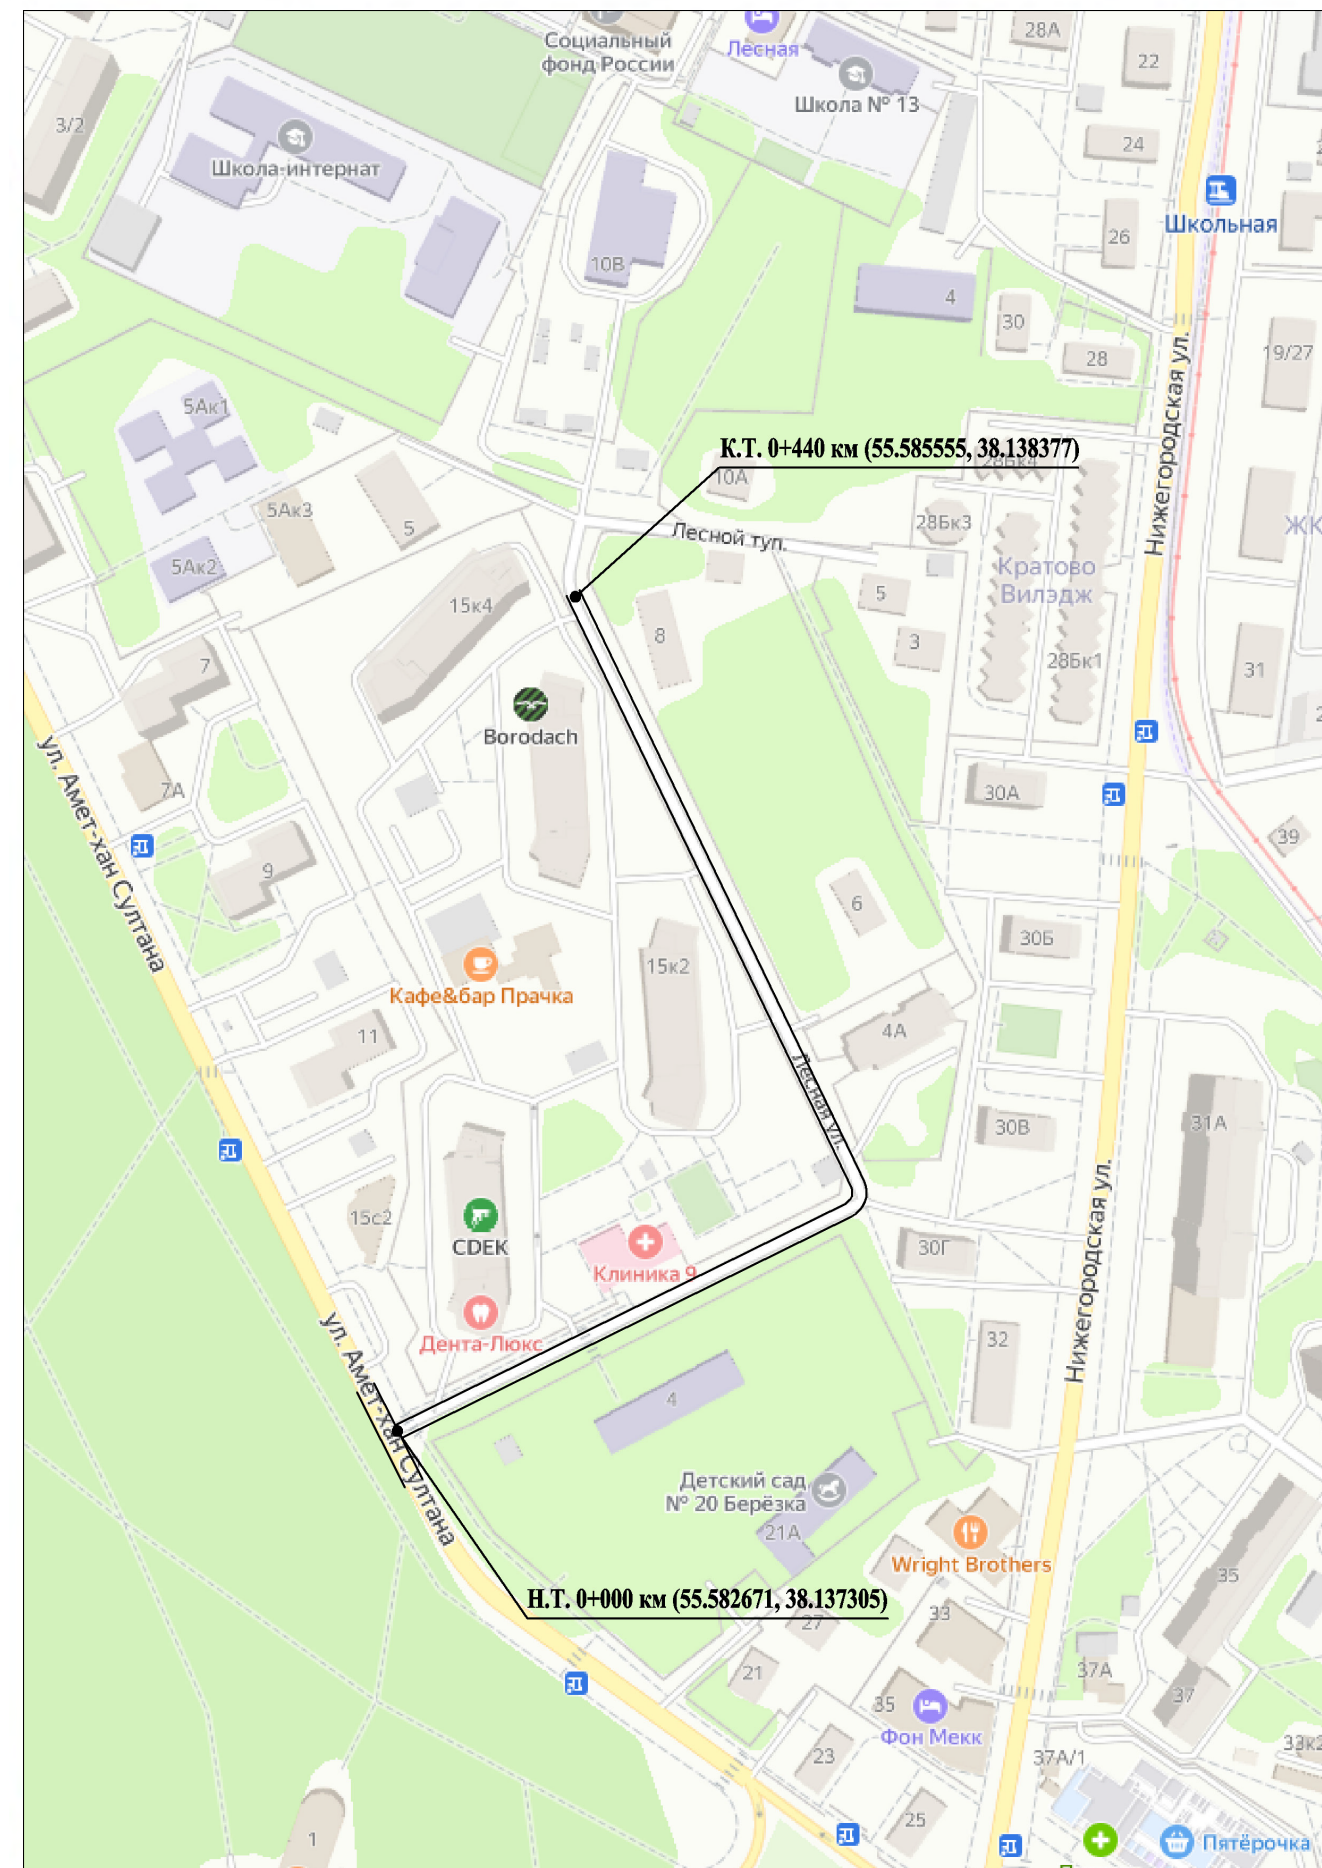 Социальный
фонд России
Лесная
28А
22
Школа № 13
3/2
24
Школа-интернат
Школьная
26
10В
4
30
28
19/27
Нижегородская ул.
5Ак1
К.Т. 0+440 км (55.585555, 38.138377)
28Бк4
10А
5Ак3
5
28Бк3
ЖК
Лесной туп.
5Ак2
Кратово
Вилэдж
5
15к4
8
3
7
28Бк1
31
Borodach
ул. Амет-хан Султана
7А
30А
39
9
6
30Б
15к2
Кафе&бар Прачка
11
4А
Лесная ул.
30В
31А
15с2
CDEK
30Г
Клиника 9
Нижегородская ул.
32
Дента-Люкс
ул. Амет-хан Султана
4
Детский сад
№ 20 Берёзка
21А
Wright Brothers
35
Н.Т. 0+000 км (55.582671, 38.137305)
33
27
21
37А
37
35
Фон Мекк
23
33к2
37А/1
25
1
Пятёрочка